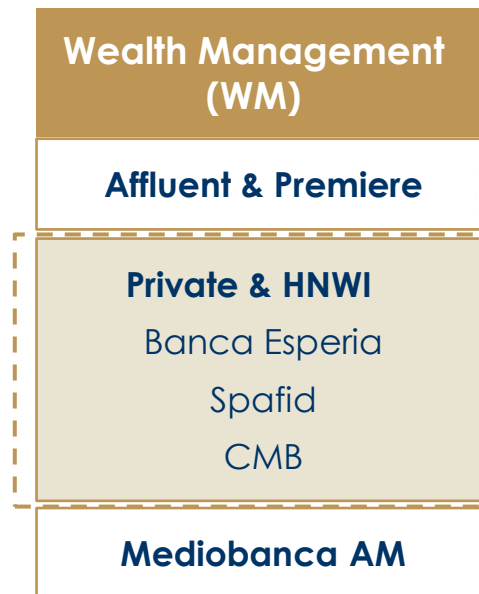 Wealth Management
(WM)
Affluent & Premiere
Private & HNWI
Banca Esperia
Spafid
CMB
Mediobanca AM